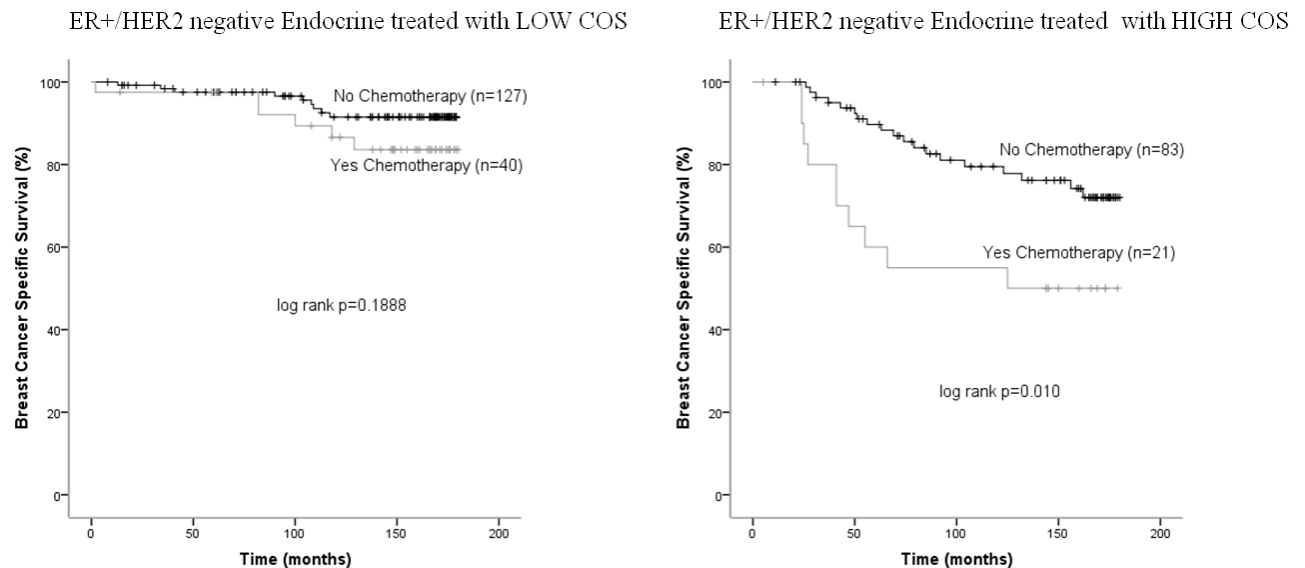 ER+/HER2 negative Endocrine treated with LOW COS
Breast Cancer Specific Survival (%)
100
80
60
40
20
0
No Chemotherapy (n=127)
Yes Chemotherapy (n=40)
log rank p=0.1888
0 50 100 150 200
Time (months)
ER+/HER2 negative Endocrine treated with HIGH COS
Breast Cancer Specific Survival (%)
100
80
60
40
20
0
No Chemotherapy (n=83)
Yes Chemotherapy (n=21)
log rank p=0.010
0 50 100 150 200
Time (months)